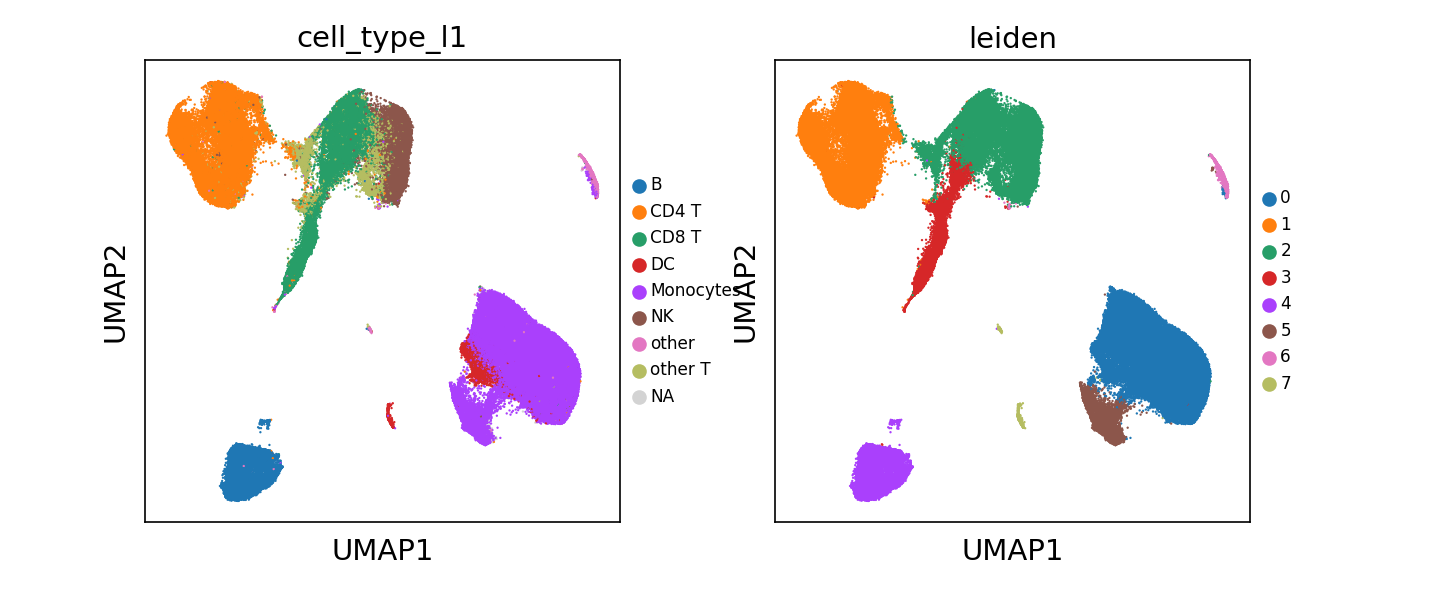 cell_type_l1
UMAP2
UMAP1
B
CD4 T
CD8 T
DC
Monocytes
NK
other
other T
NA
leiden
UMAP2
UMAP1
0
1
2
3
4
5
6
7